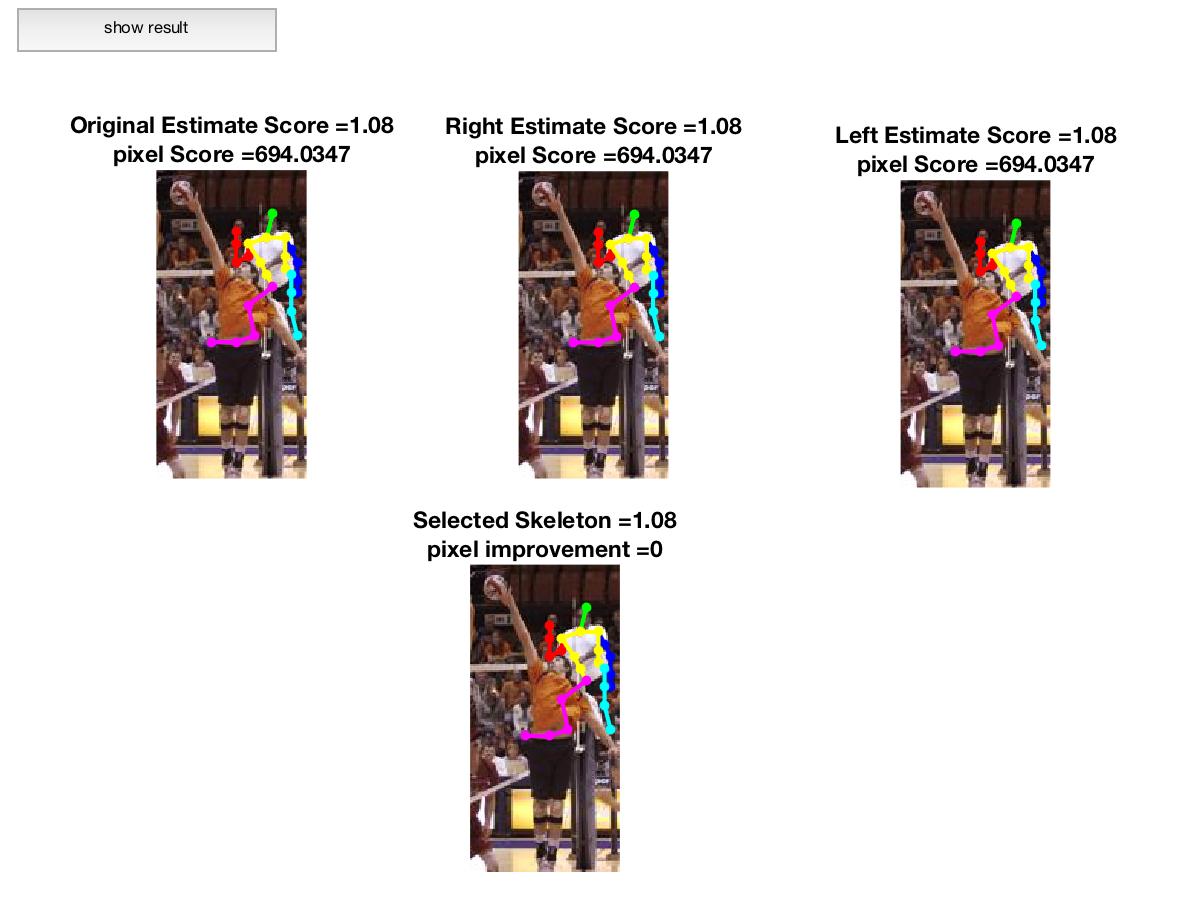 show result
Original Estimate Score =1.08
pixel Score =694.0347
Right Estimate Score =1.08
pixel Score =694.0347
Left Estimate Score =1.08
pixel Score =694.0347
Selected Skeleton =1.08
pixel improvement =0